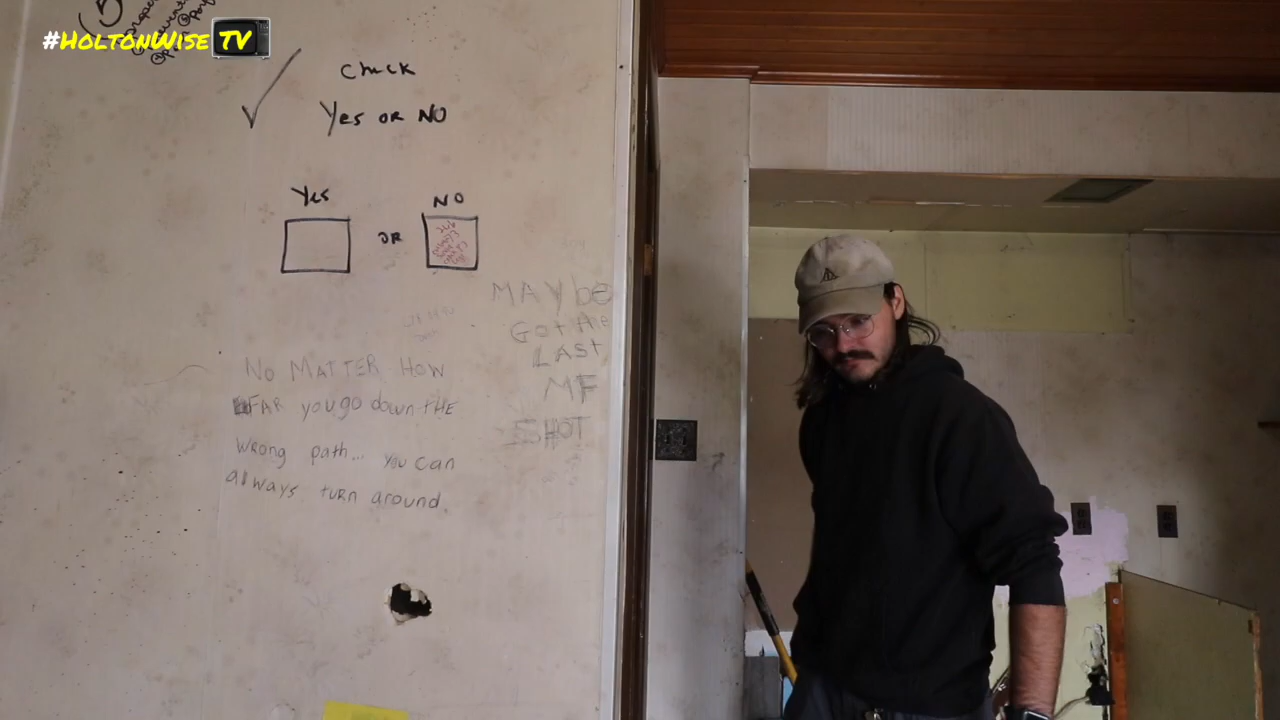 #HOLTONWISE TV
Check
Yes OR NO
Yes
NO
OR
MAYbE
GOt tHe
LASt
MF
SHOT
NO MATTER HOW
FAR you go down tHE
wrong path... you can
always turn around.